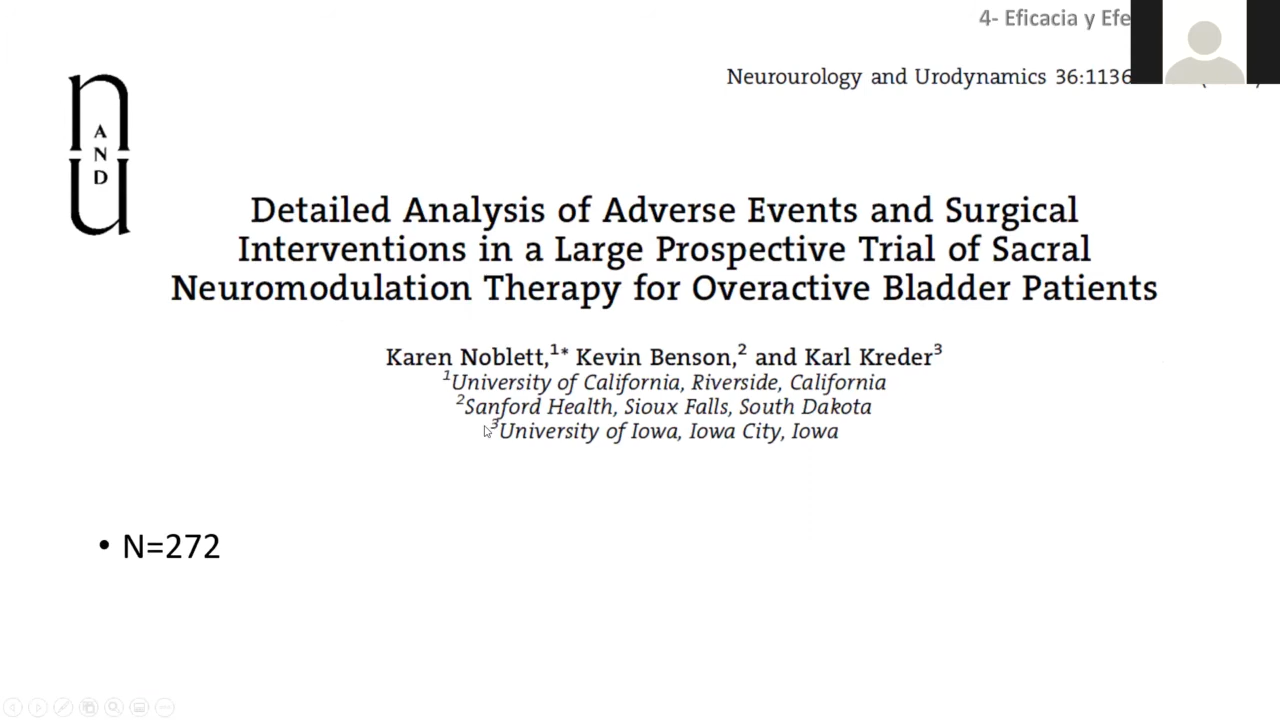 4- Eficacia y Efe
Neurourology and Urodynamics 36:1136
n
AND
u
Detailed Analysis of Adverse Events and Surgical
Interventions in a Large Prospective Trial of Sacral
Neuromodulation Therapy for Overactive Bladder Patients
Karen Noblett,¹* Kevin Benson,² and Karl Kreder³
¹University of California, Riverside, California
²Sanford Health, Sioux Falls, South Dakota
³University of Iowa, Iowa City, Iowa
• N=272